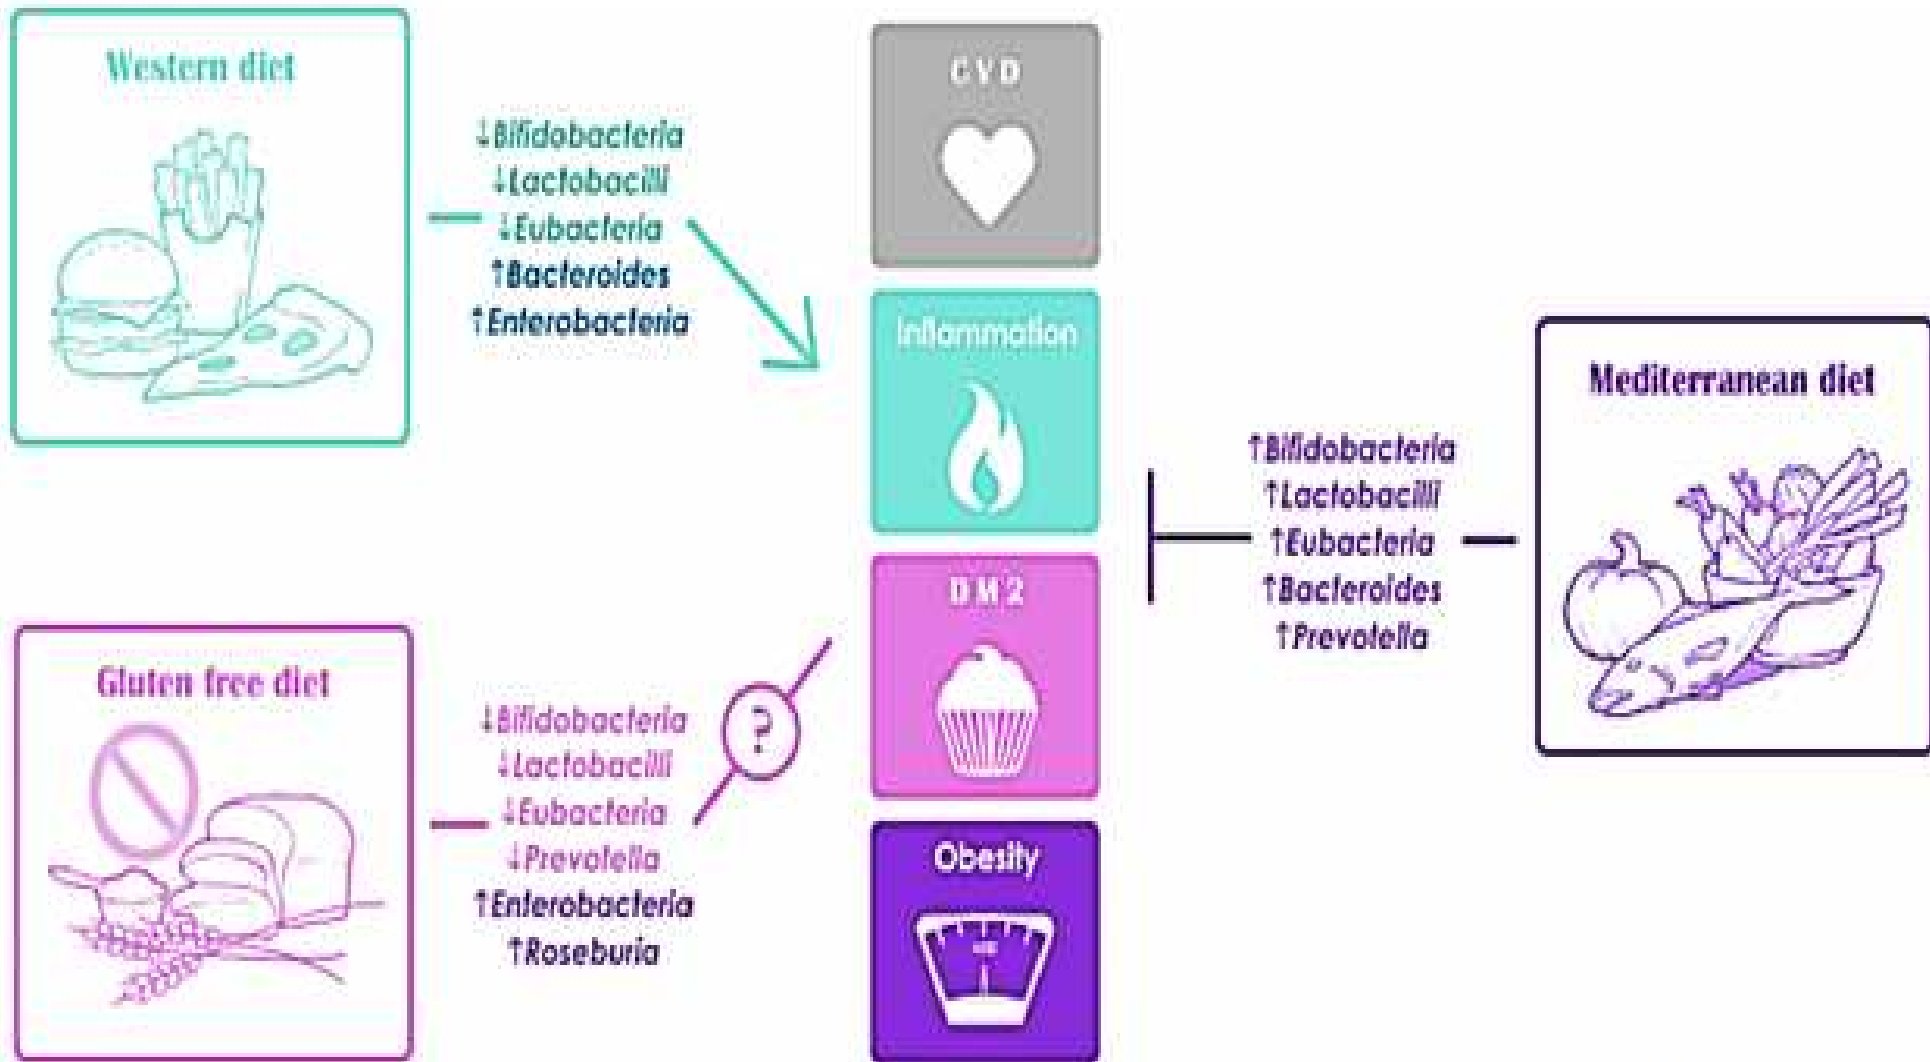 Western diet
↓Bifidobacteria
↓Lactobacilli
↓Eubacteria
↑Bacteroides
↑Enterobacteria
Gluten free diet
↓Bifidobacteria
↓Lactobacilli
↓Eubacteria
↓Prevotella
↑Enterobacteria
↑Roseburia
?
CVD
Inflammation
DM2
Obesity
↑Bifidobacteria
↑Lactobacilli
↑Eubacteria
↑Bacteroides
↑Prevotella
Mediterranean diet